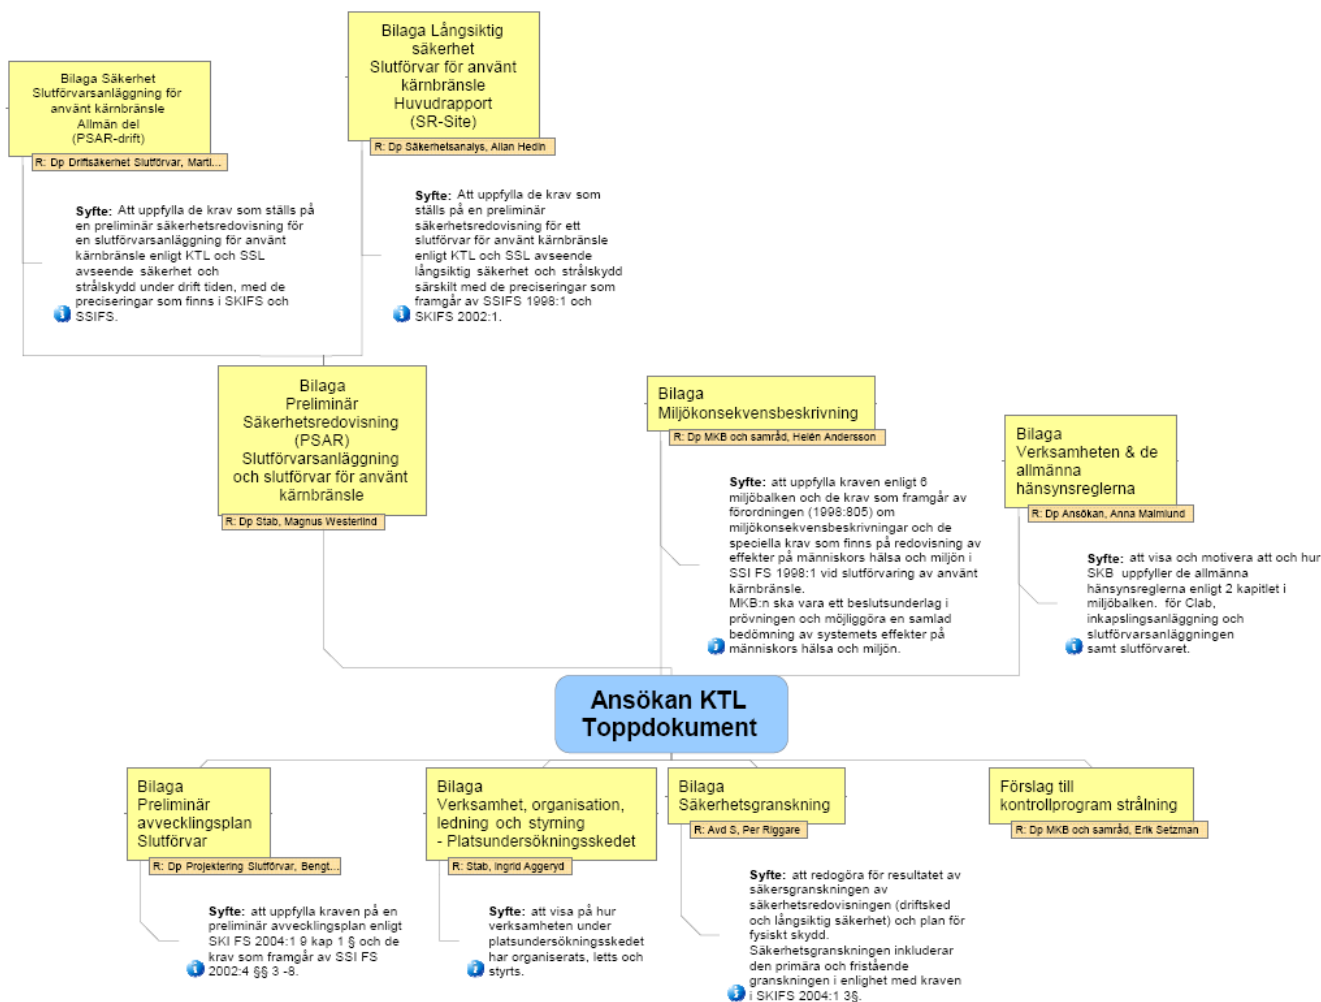 Bilaga Säkerhet
Slutförvarsanläggning för
använt kärnbränsle
Allmän del
(PSAR-drift)
R: Dp Driftsäkerhet Slutförvar, Marti...
Syfte: Att uppfylla de krav som ställs på
en preliminär säkerhetsredovisning för
en slutförvarsanläggning för använt
kärnbränsle enligt KTL och SSL
avseende säkerhet och
strålskydd under drift tiden, med de
preciseringar som finns i SKIFS och
SSIFS.
Bilaga Långsiktig
säkerhet
Slutförvar för använt
kärnbränsle
Huvudrapport
(SR-Site)
R: Dp Säkerhetsanalys, Allan Hedin
Syfte: Att uppfylla de krav som
ställs på en preliminär
säkerhetsredovisning för ett
slutförvar för använt kärnbränsle
enligt KTL och SSL avseende
långsiktig säkerhet och strålskydd
särskilt med de preciseringar som
framgår av SSIFS 1998:1 och
SKIFS 2002:1.
Bilaga
Preliminär
Säkerhetsredovisning
(PSAR)
Slutförvarsanläggning
och slutförvar för använt
kärnbränsle
R: Dp Stab, Magnus Westerlind
Bilaga
Miljökonsekvensbeskrivning
R: Dp MKB och samråd, Helén Andersson
Syfte: att uppfylla kraven enligt 6
miljöbalken och de krav som framgår av
förordningen (1998:805) om
miljökonsekvensbeskrivningar och de
speciella krav som finns på redovisning av
effekter på människors hälsa och miljön i
SSI FS 1998:1 vid slutförvaring av använt
kärnbränsle.
MKB:n ska vara ett beslutsunderlag i
prövningen och möjliggöra en samlad
bedömning av systemets effekter på
människors hälsa och miljön.
Bilaga
Verksamheten & de
allmänna
hänsynsreglerna
R: Dp Ansökan, Anna Malmlund
Syfte: att visa och motivera att och hur
SKB uppfyller de allmänna
hänsynsreglerna enligt 2 kapitlet i
miljöbalken. för Clab,
inkapslingsanläggning och
slutförvarsanläggningen
samt slutförvaret.
Ansökan KTL
Toppdokument
Bilaga
Preliminär
avvecklingsplan
Slutförvar
R: Dp Projektering Slutförvar, Bengt...
Syfte: att uppfylla kraven på en
preliminär avvecklingsplan enligt
SKI FS 2004:1 9 kap 1 § och de
krav som framgår av SSI FS
2002:4 §§ 3 -8.
Bilaga
Verksamhet, organisation,
ledning och styrning
- Platsundersökningsskedet
R: Stab, Ingrid Aggeryd
Syfte: att visa på hur
verksamheten under
platsundersökningsskedet
har organiserats, letts och
styrts.
Bilaga
Säkerhetsgranskning
R: Avd S, Per Riggare
Syfte: att redogöra för resultatet av
säkersgranskningen av
säkerhetsredovisningen (driftsked
och långsiktig säkerhet) och plan för
fysiskt skydd.
Säkerhetsgranskningen inkluderar
den primära och fristående
granskningen i enlighet med kraven
i SKIFS 2004:1 3§.
Förslag till
kontrollprogram strålning
R: Dp MKB och samråd, Erik Setzman